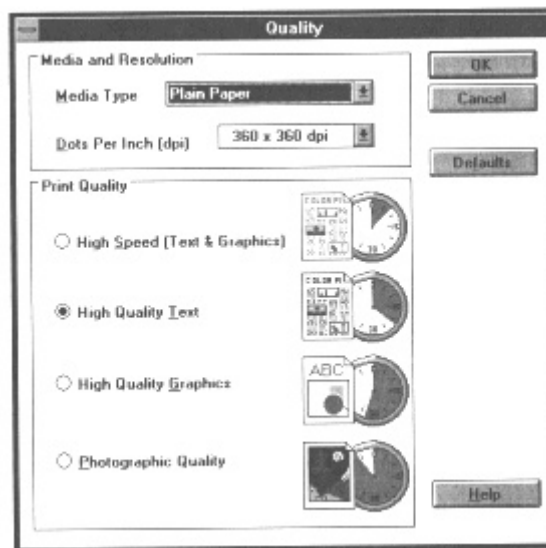 Quality
Media and Resolution
Media Type Plain Paper
Dots Per Inch (dpi) 360 x 360 dpi
OK
Cancel
Defaults
Print Quality
High Speed (Text & Graphics)
High Quality Text
High Quality Graphics
ABC
Photographic Quality
Help